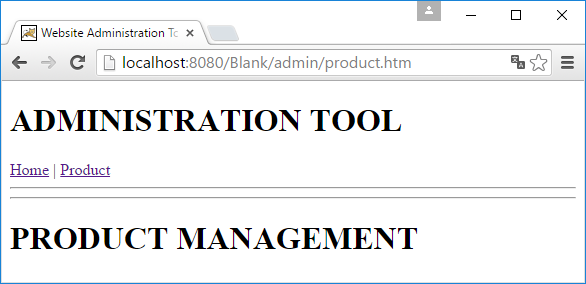 Website Administration To
localhost:8080/Blank/admin/product.htm
ADMINISTRATION TOOL
Home | Product
PRODUCT MANAGEMENT